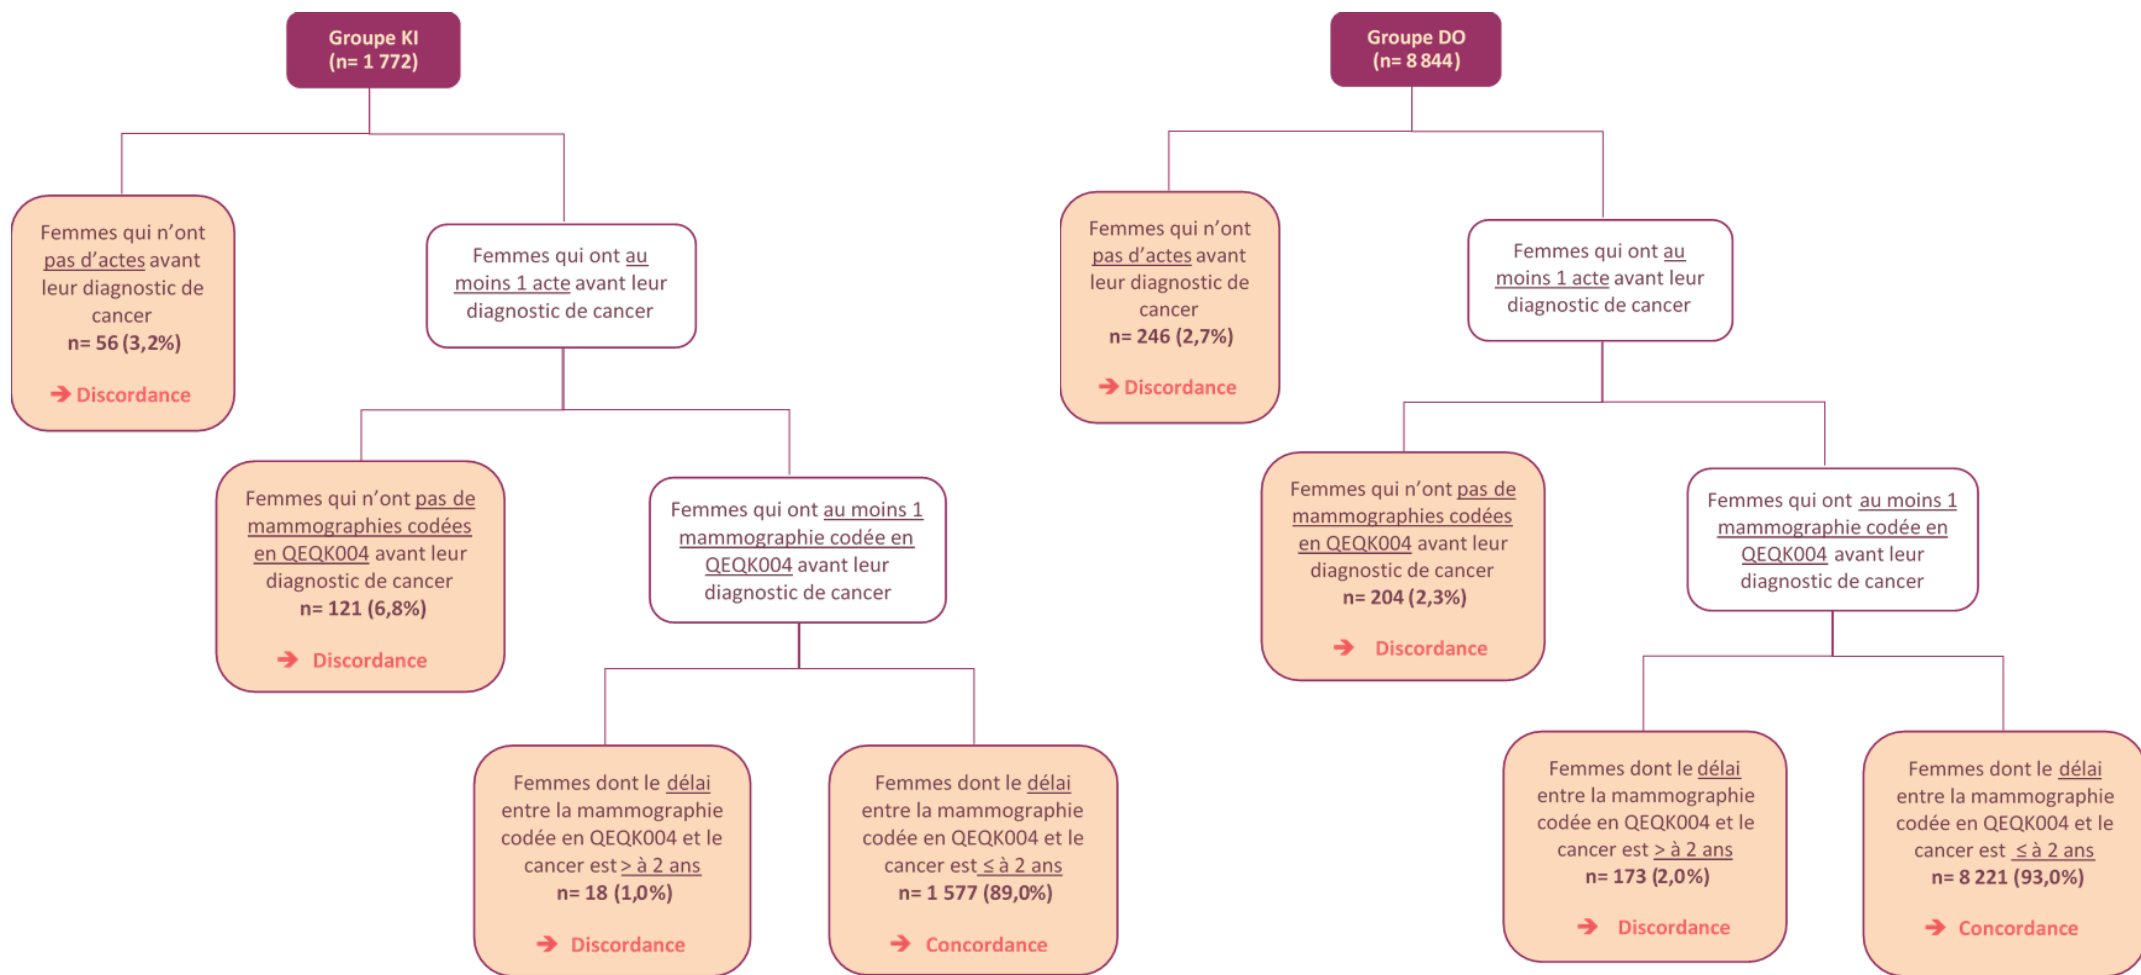 Groupe KI
(n= 1 772)
Femmes qui n’ont
pas d’actes avant
leur diagnostic de
cancer
n= 56 (3,2%)
➔ Discordance
Femmes qui ont au
moins 1 acte avant leur
diagnostic de cancer
Femmes qui n’ont pas de
mammographies codées
en QEQK004 avant leur
diagnostic de cancer
n= 121 (6,8%)
➔ Discordance
Femmes qui ont au moins 1
mammographie codée en
QEQK004 avant leur
diagnostic de cancer
Femmes dont le délai
entre la mammographie
codée en QEQK004 et le
cancer est > à 2 ans
n= 18 (1,0%)
➔ Discordance
Femmes dont le délai
entre la mammographie
codée en QEQK004 et le
cancer est ≤ à 2 ans
n= 1 577 (89,0%)
➔ Concordance
Groupe DO
(n= 8 844)
Femmes qui n’ont
pas d’actes avant
leur diagnostic de
cancer
n= 246 (2,7%)
➔ Discordance
Femmes qui ont au
moins 1 acte avant leur
diagnostic de cancer
Femmes qui n’ont pas de
mammographies codées
en QEQK004 avant leur
diagnostic de cancer
n= 204 (2,3%)
➔ Discordance
Femmes qui ont au moins 1
mammographie codée en
QEQK004 avant leur
diagnostic de cancer
Femmes dont le délai
entre la mammographie
codée en QEQK004 et le
cancer est > à 2 ans
n= 173 (2,0%)
➔ Discordance
Femmes dont le délai
entre la mammographie
codée en QEQK004 et le
cancer est ≤ à 2 ans
n= 8 221 (93,0%)
➔ Concordance